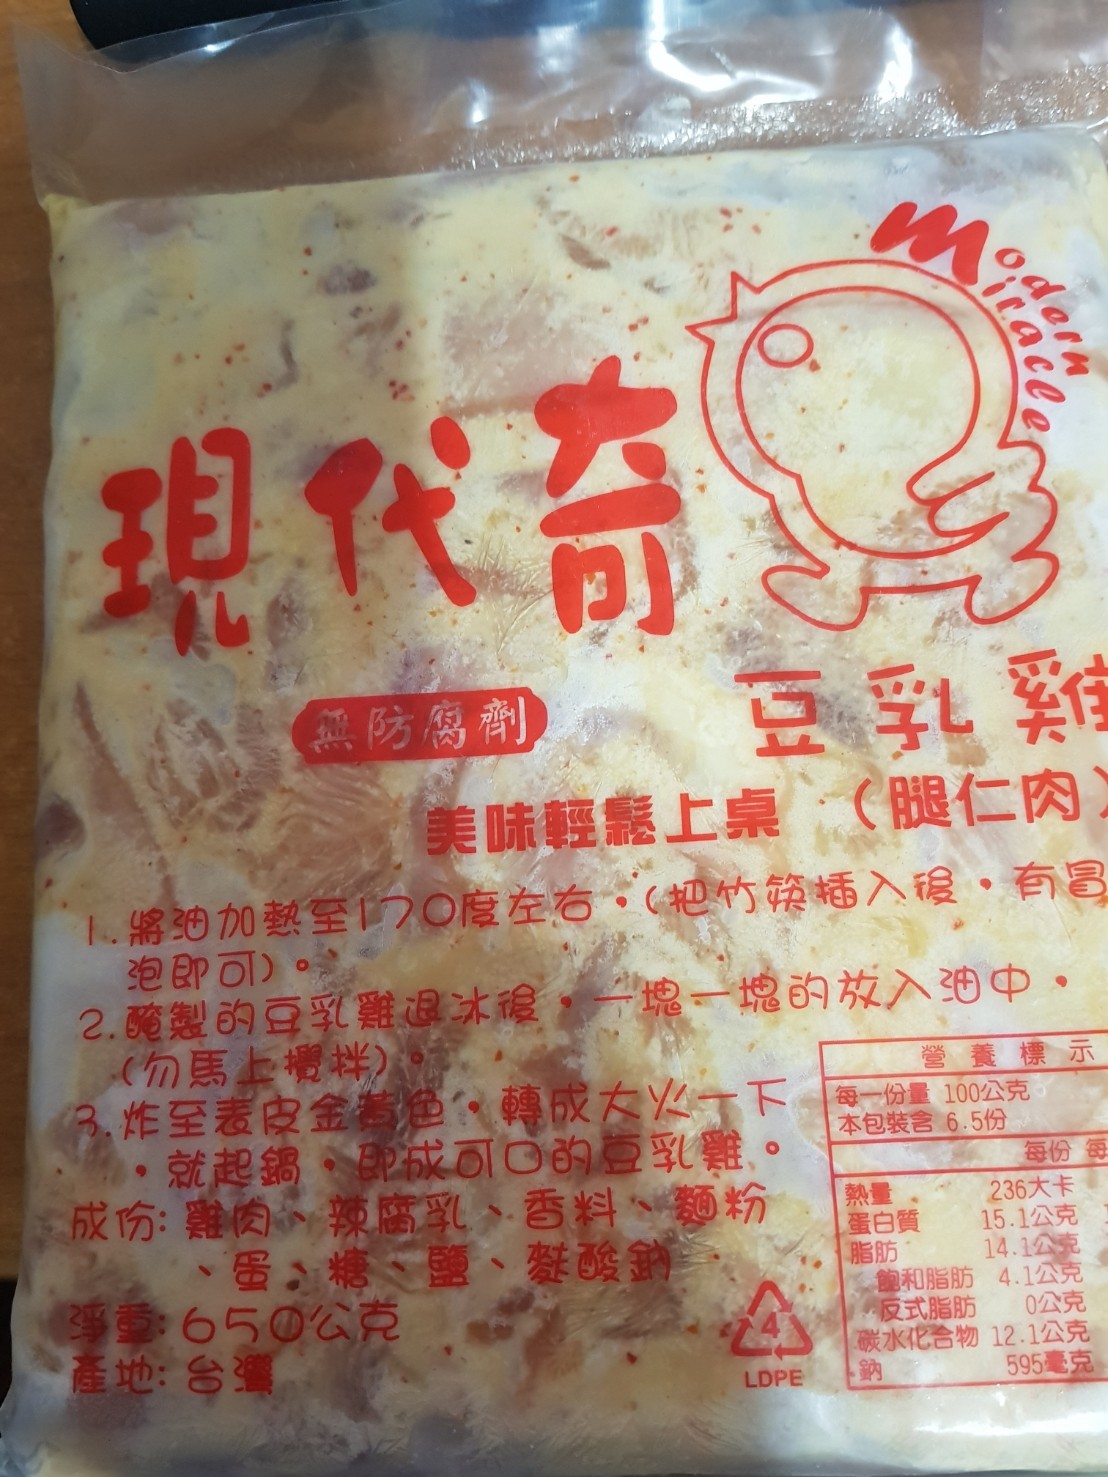 Modern
Miracle
現代奇
無防腐劑
豆乳雞
美味輕鬆上桌
(腿仁肉)
1.將油加熱至170度左右，(把竹筷插入後，有冒
泡即可)。
2.醃製的豆乳雞退冰後，一塊一塊的放入油中，
(勿馬上攪拌)。
3.炸至表皮金黃色，轉成大火一下
，就起鍋，即成可口的豆乳雞。
成份:雞肉、辣腐乳、香料、麵粉
、蛋、糖、鹽、麩酸鈉
淨重:650公克
產地:台灣
4
LDPE
營養標示
每一份量 100公克
本包裝含 6.5份
每份 每
熱量 236大卡
蛋白質 15.1公克
脂肪 14.1公克
飽和脂肪 4.1公克
反式脂肪 0公克
碳水化合物 12.1公克
鈉 595毫克